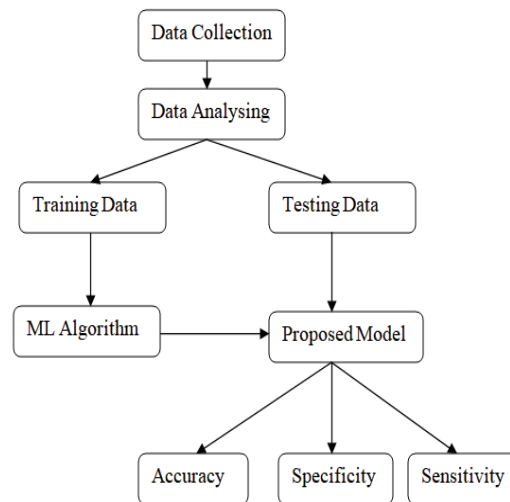 Data Collection
Data Analysing
Training Data
Testing Data
ML Algorithm
Proposed Model
Accuracy
Specificity
Sensitivity